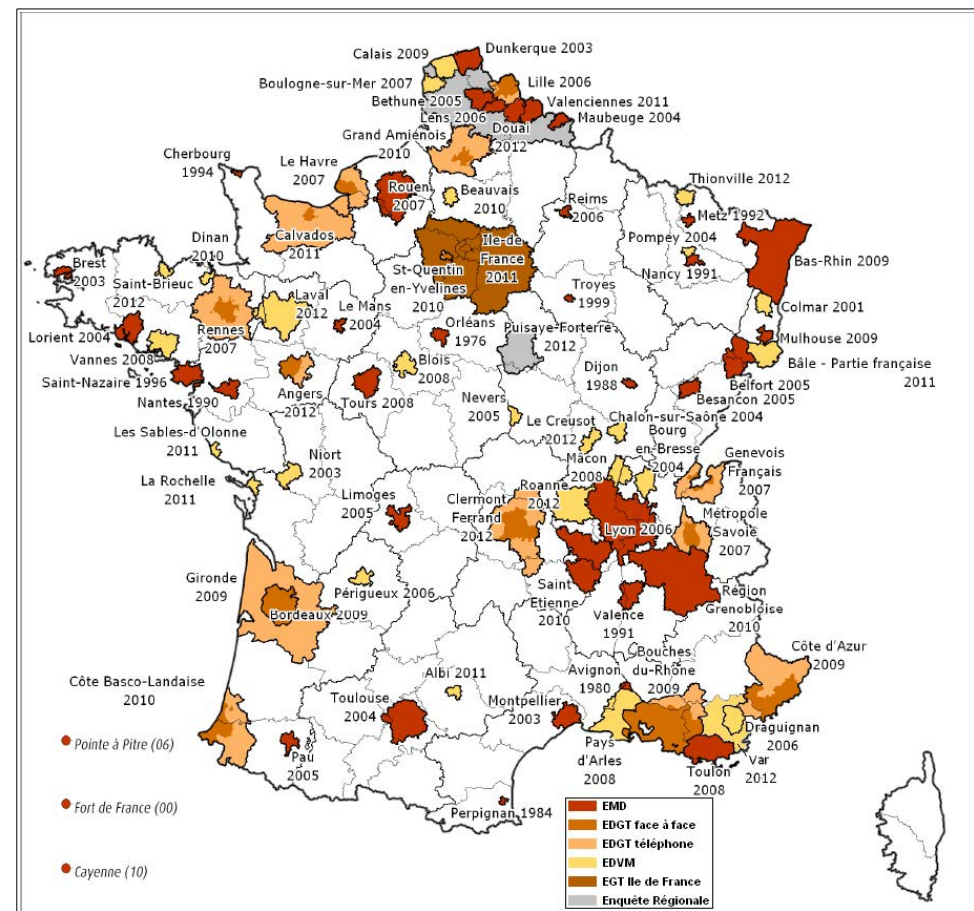 Calais 2009
Dunkerque 2003
Boulogne-sur-Mer 2007
Lille 2006
Bethune 2005
Valenciennes 2011
Lens 2006
Maubeuge 2004
Douai
2012
Grand Amiénois
2010
Cherbourg
1994
Le Havre
2007
Rouen
2007
Beauvais
2010
Reims
2006
Thionville 2012
Metz 1992
Pompey 2004
Nancy 1991
Bas-Rhin 2009
Calvados
2011
Ile-de-
France
2011
St-Quentin
en-Yvelines
2010
Dinan
2010
Brest
2003
Saint-Brieuc
2012
Rennes
2007
Laval
2012
Le Mans
2004
Orléans
1976
Troyes
1999
Puisaye-Forterre
2012
Colmar 2001
Mulhouse 2009
Bâle - Partie française
2011
Lorient 2004
Vannes 2008
Saint-Nazaire 1996
Nantes 1990
Angers
2012
Tours 2008
Blois
2008
Dijon
1988
Belfort 2005
Besançon 2005
Nevers
2005
Le Creusot
2012
Chalon-sur-Saône 2004
Bourg
en-Bresse
2004
Les Sables-d'Olonne
2011
Niort
2003
La Rochelle
2011
Mâcon
2008
Genevois
Français
2007
Limoges
2005
Clermont
Ferrand
2012
Roanne
2012
Lyon 2006
Métropole
Savoie
2007
Gironde
2009
Bordeaux 2009
Périgueux 2006
Saint
Etienne
2010
Valence
1991
Région
Grenobloise
2010
Côte d'Azur
2009
Côte Basco-Landaise
2010
Toulouse
2004
Albi 2011
Montpellier
2003
Avignon
1980
Bouches
du-Rhône
2009
Draguignan
2006
Var
2012
Pau
2005
Pays
d'Arles
2008
Toulon
2008
Perpignan 1984
Pointe à Pitre (06)
Fort de France (00)
Cayenne (10)
EMD
EDGT face à face
EDGT téléphone
EDVM
EGT Ile de France
Enquête Régionale